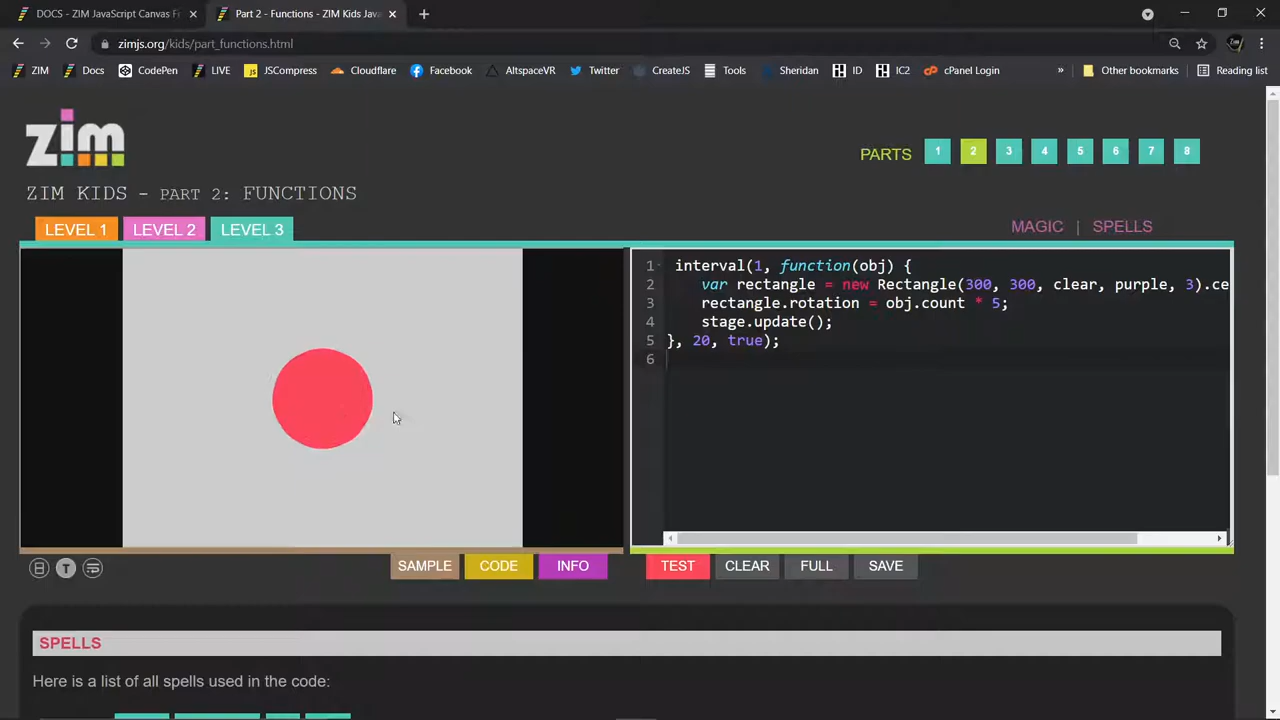 DOCS - ZIM JavaScript Canvas F
Part 2 - Functions - ZIM Kids Java
zimjs.org/kids/part_functions.html
ZIM
Docs
CodePen
LIVE
JSCompress
Cloudflare
Facebook
AltspaceVR
Twitter
CreateJS
Tools
Sheridan
ID
IC2
cPanel Login
»
Other bookmarks
Reading list
zim
PARTS 1 2 3 4 5 6 7 8
ZIM KIDS - PART 2: FUNCTIONS
LEVEL 1 LEVEL 2 LEVEL 3
MAGIC | SPELLS
1 interval(1, function(obj) {
2 var rectangle = new Rectangle(300, 300, clear, purple, 3).ce
3 rectangle.rotation = obj.count * 5;
4 stage.update();
5 }, 20, true);
6
T
SAMPLE CODE INFO
TEST CLEAR FULL SAVE
SPELLS
Here is a list of all spells used in the code: